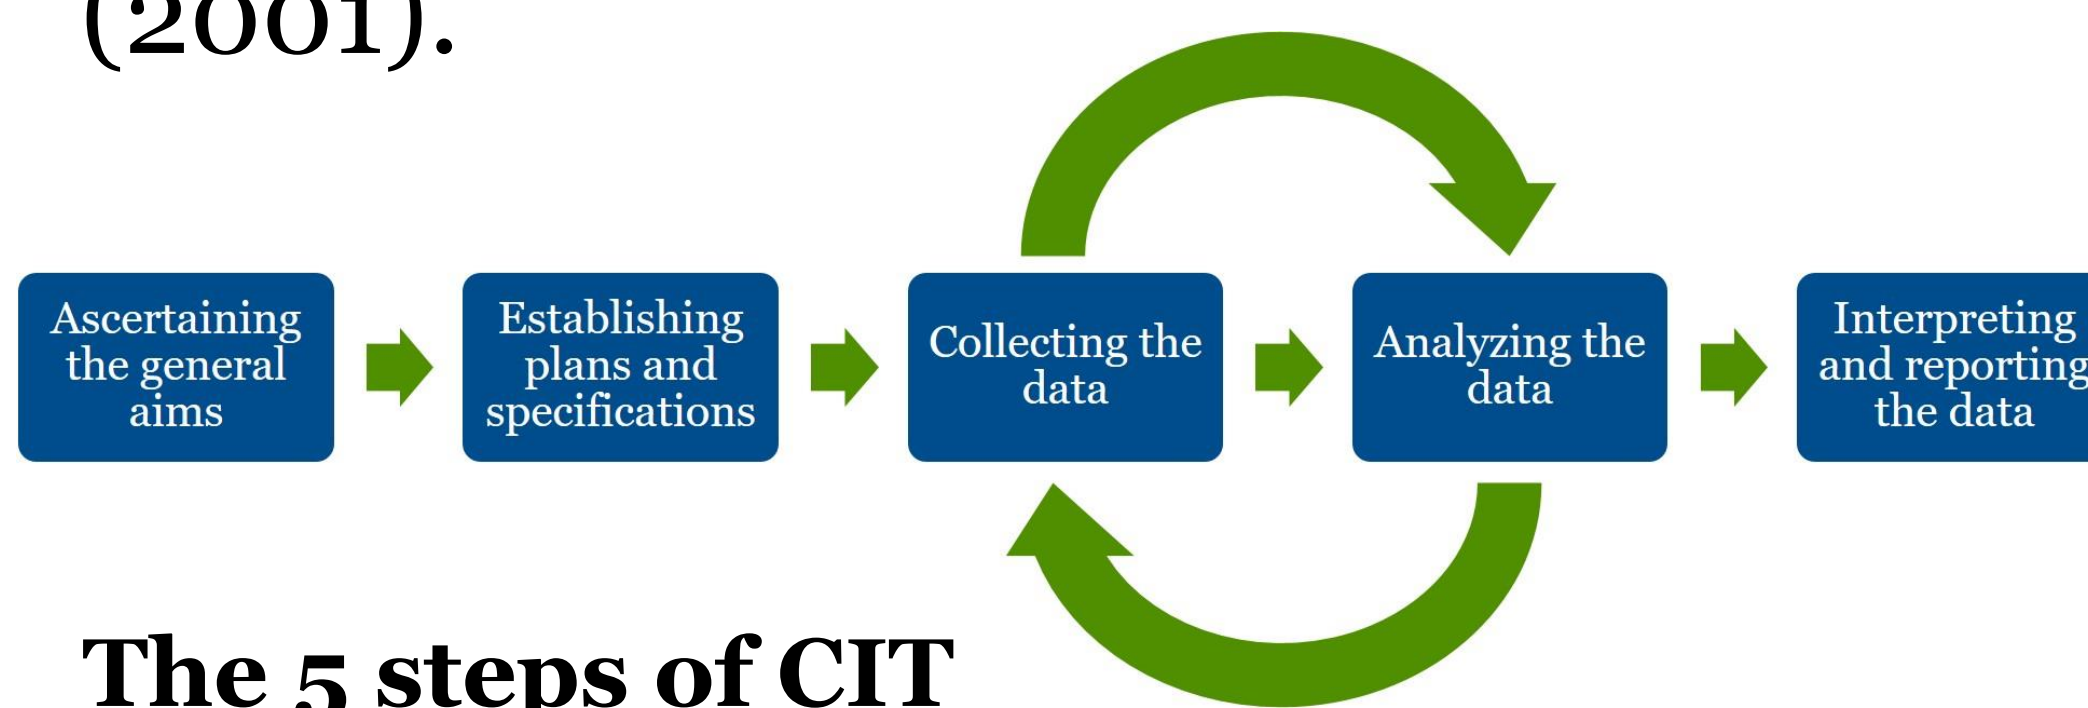 (2001).
Ascertaining
the general
aims
Establishing
plans and
specifications
Collecting the
data
Analyzing the
data
Interpreting
and reporting
the data
The 5 steps of CIT